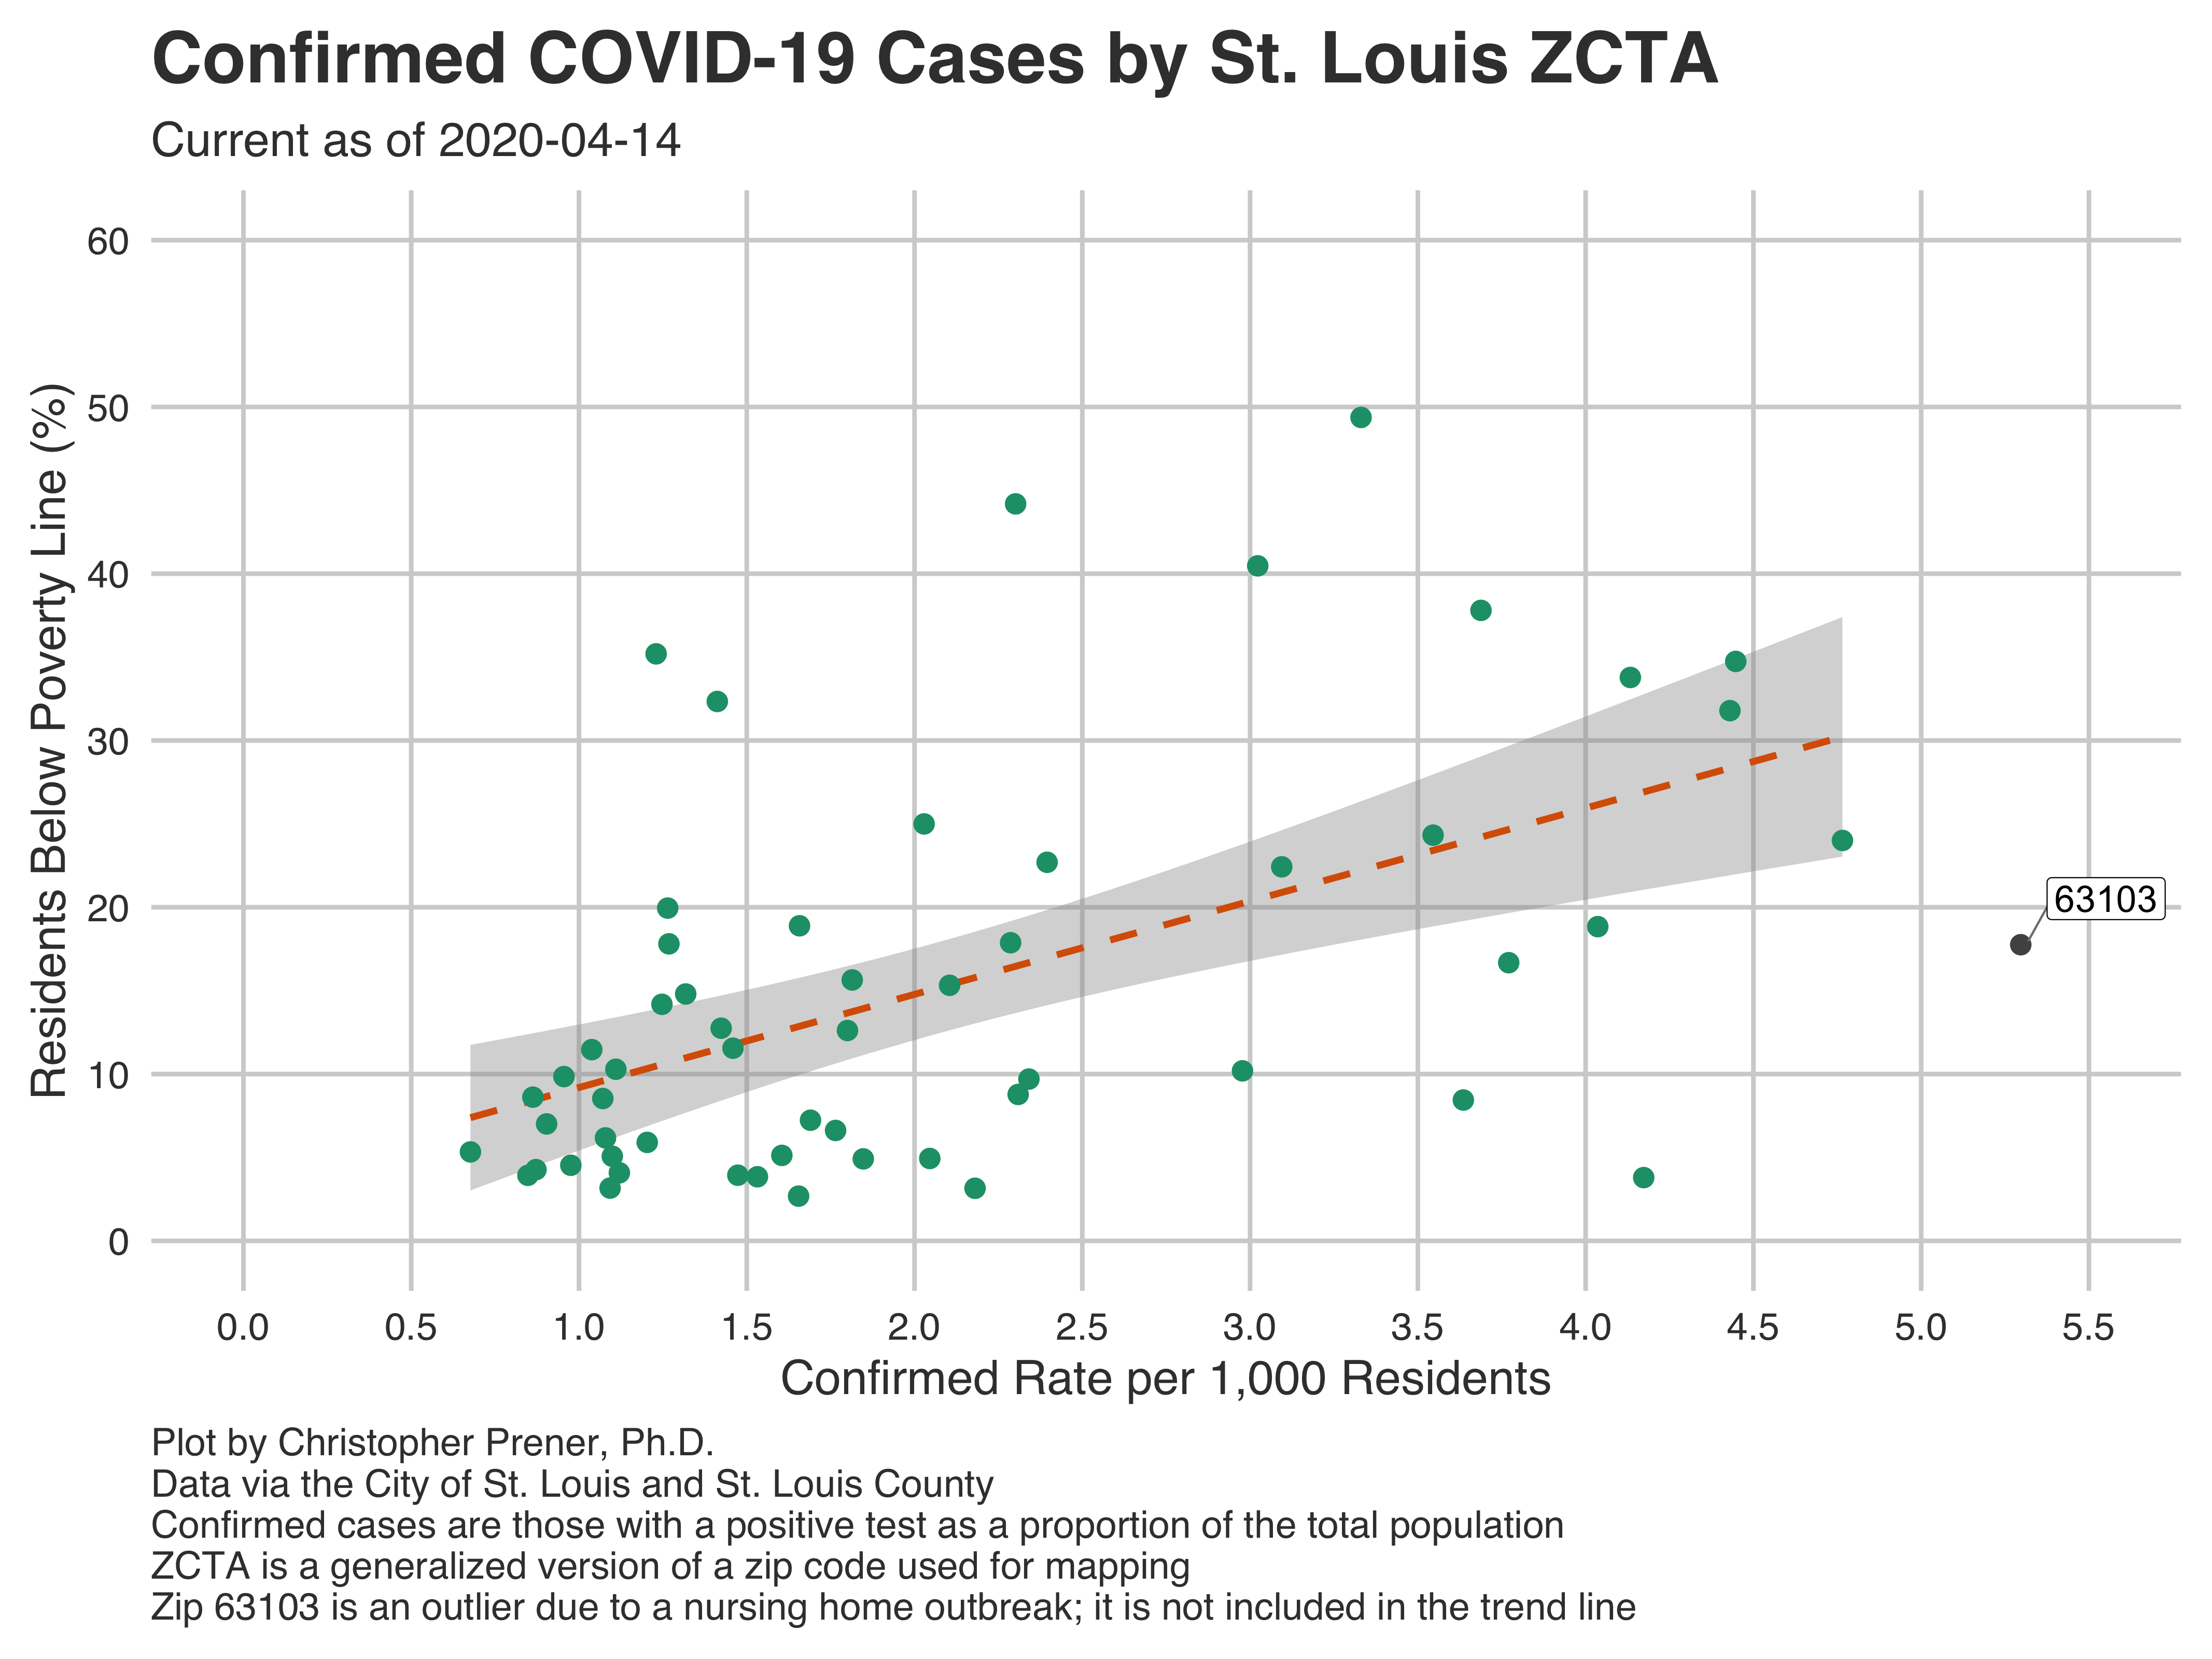 Confirmed COVID-19 Cases by St. Louis ZCTA
Current as of 2020-04-14
Residents Below Poverty Line (%)
60
50
40
30
20
10
0
63103
0.0 0.5 1.0 1.5 2.0 2.5 3.0 3.5 4.0 4.5 5.0 5.5
Confirmed Rate per 1,000 Residents
Plot by Christopher Prener, Ph.D.
Data via the City of St. Louis and St. Louis County
Confirmed cases are those with a positive test as a proportion of the total population
ZCTA is a generalized version of a zip code used for mapping
Zip 63103 is an outlier due to a nursing home outbreak; it is not included in the trend line